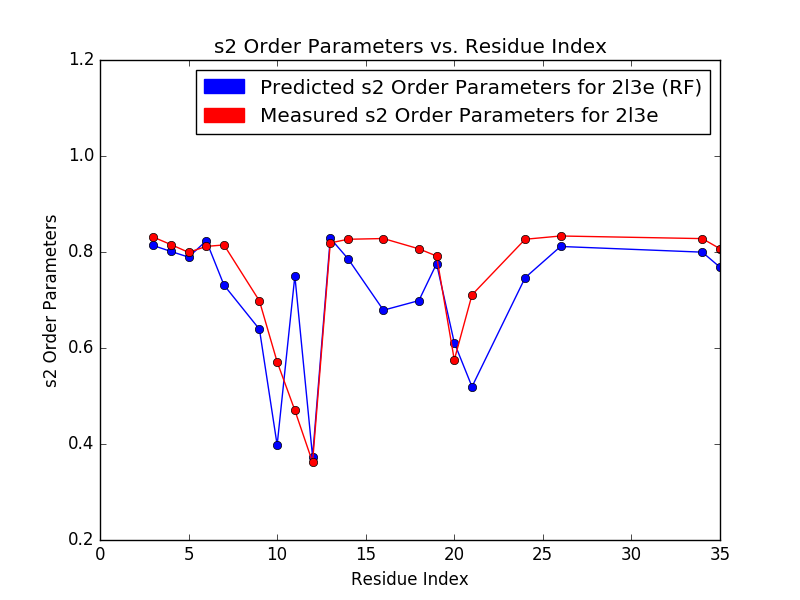 s2 Order Parameters vs. Residue Index
Predicted s2 Order Parameters for 2l3e (RF)
Measured s2 Order Parameters for 2l3e
s2 Order Parameters
1.2
1.0
0.8
0.6
0.4
0.2
0 5 10 15 20 25 30 35
Residue Index